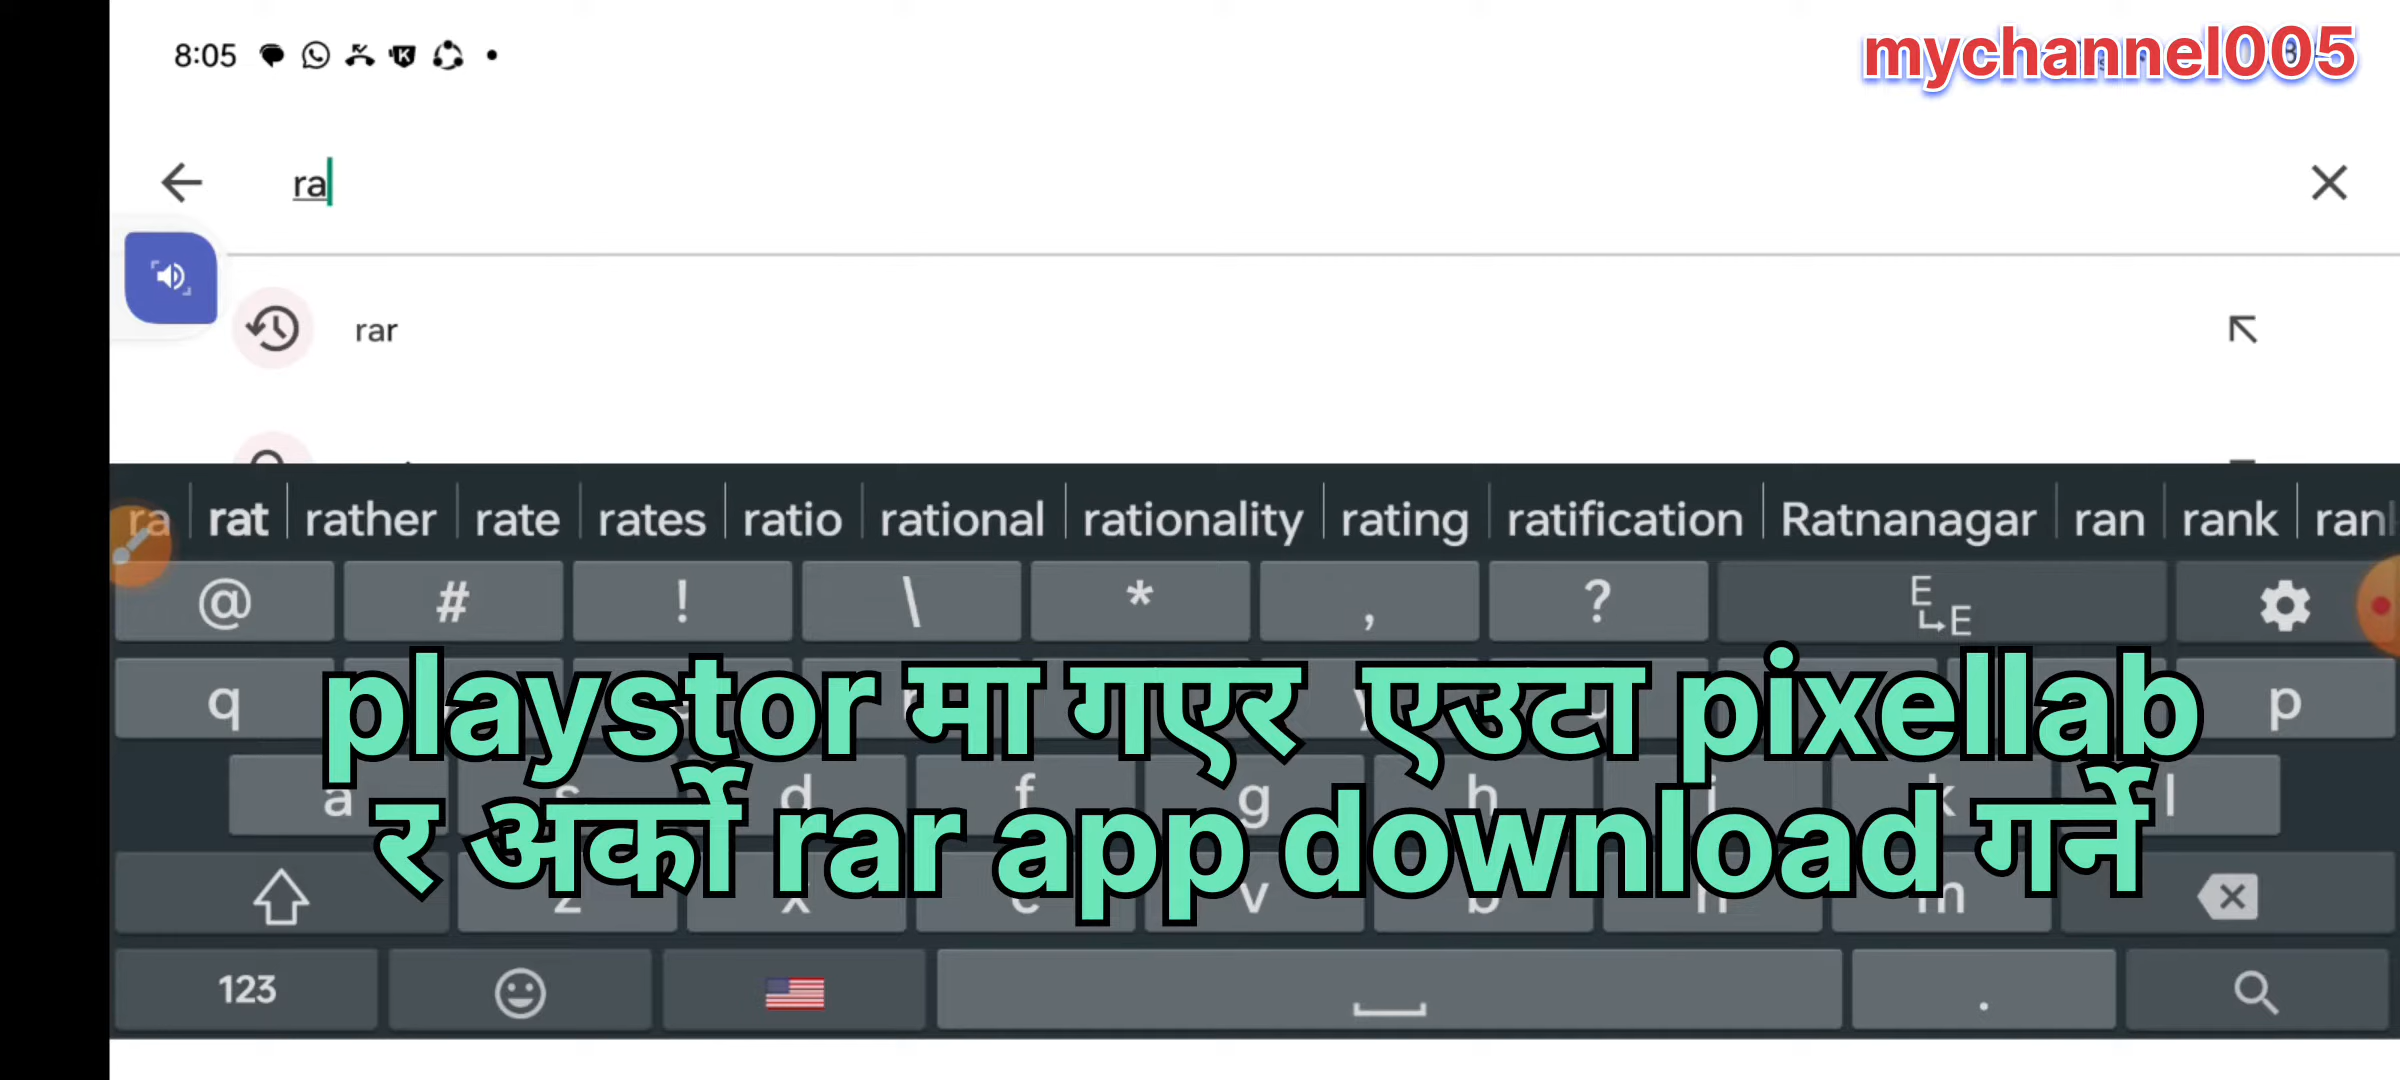 8:05
mychannel005
ra
rar
ra rat rather rate rates ratio rational rationality rating ratification Ratnanagar ran rank
@ # ! \ * , ? E E
q p
playstor मा गएर एउटा pixellab
a s d f g h j k l
र अर्को rar app download गर्ने
z x c v b n m
123 .